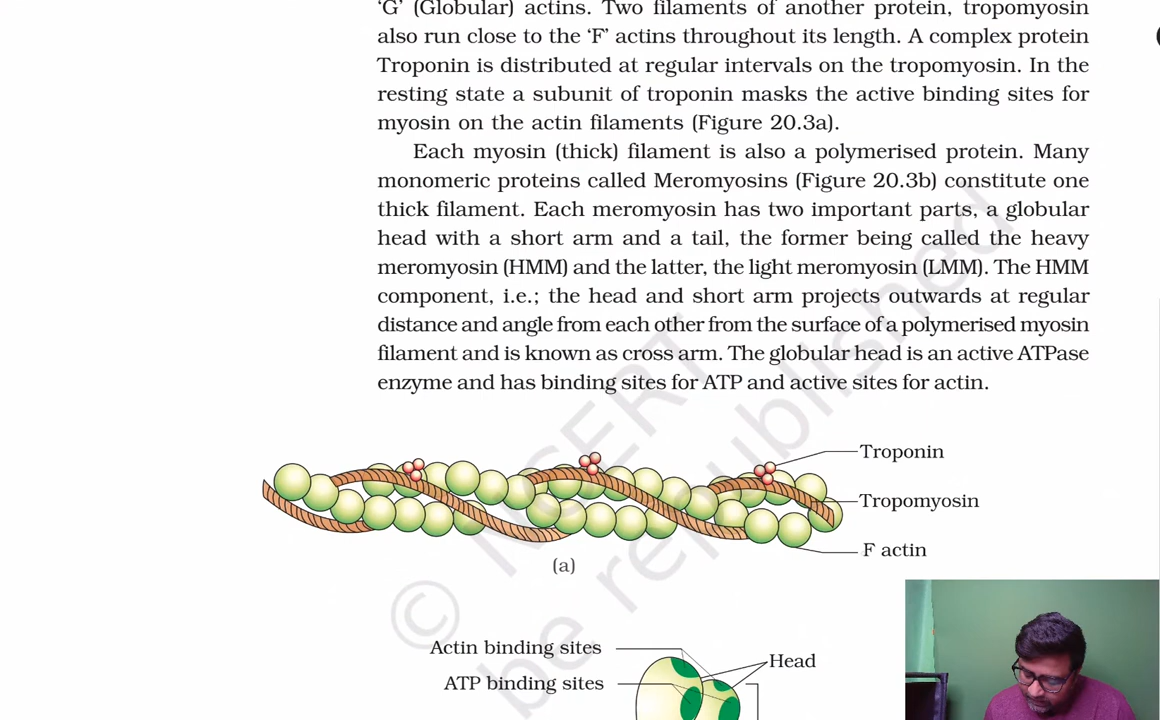 ‘G’ (Globular) actins. Two filaments of another protein, tropomyosin
also run close to the ‘F’ actins throughout its length. A complex protein
Troponin is distributed at regular intervals on the tropomyosin. In the
resting state a subunit of troponin masks the active binding sites for
myosin on the actin filaments (Figure 20.3a).
Each myosin (thick) filament is also a polymerised protein. Many
monomeric proteins called Meromyosins (Figure 20.3b) constitute one
thick filament. Each meromyosin has two important parts, a globular
head with a short arm and a tail, the former being called the heavy
meromyosin (HMM) and the latter, the light meromyosin (LMM). The HMM
component, i.e.; the head and short arm projects outwards at regular
distance and angle from each other from the surface of a polymerised myosin
filament and is known as cross arm. The globular head is an active ATPase
enzyme and has binding sites for ATP and active sites for actin.
Troponin
Tropomyosin
F actin
(a)
Actin binding sites
Head
ATP binding sites
© NCERT
be republished